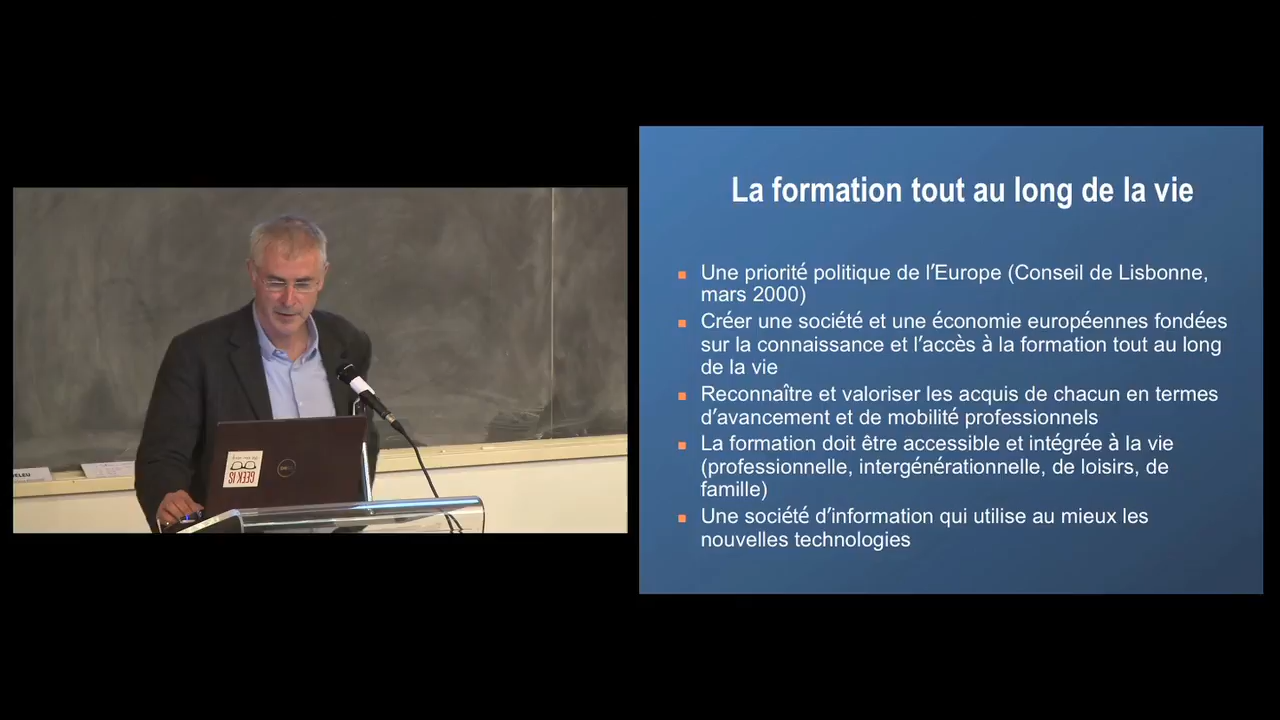 La formation tout au long de la vie
Une priorité politique de l’Europe (Conseil de Lisbonne,
mars 2000)
Créer une société et une économie européennes fondées
sur la connaissance et l’accès à la formation tout au long
de la vie
Reconnaître et valoriser les acquis de chacun en termes
d’avancement et de mobilité professionnels
La formation doit être accessible et intégrée à la vie
(professionnelle, intergénérationnelle, de loisirs, de
famille)
Une société d’information qui utilise au mieux les
nouvelles technologies
GEEK IS
DELL